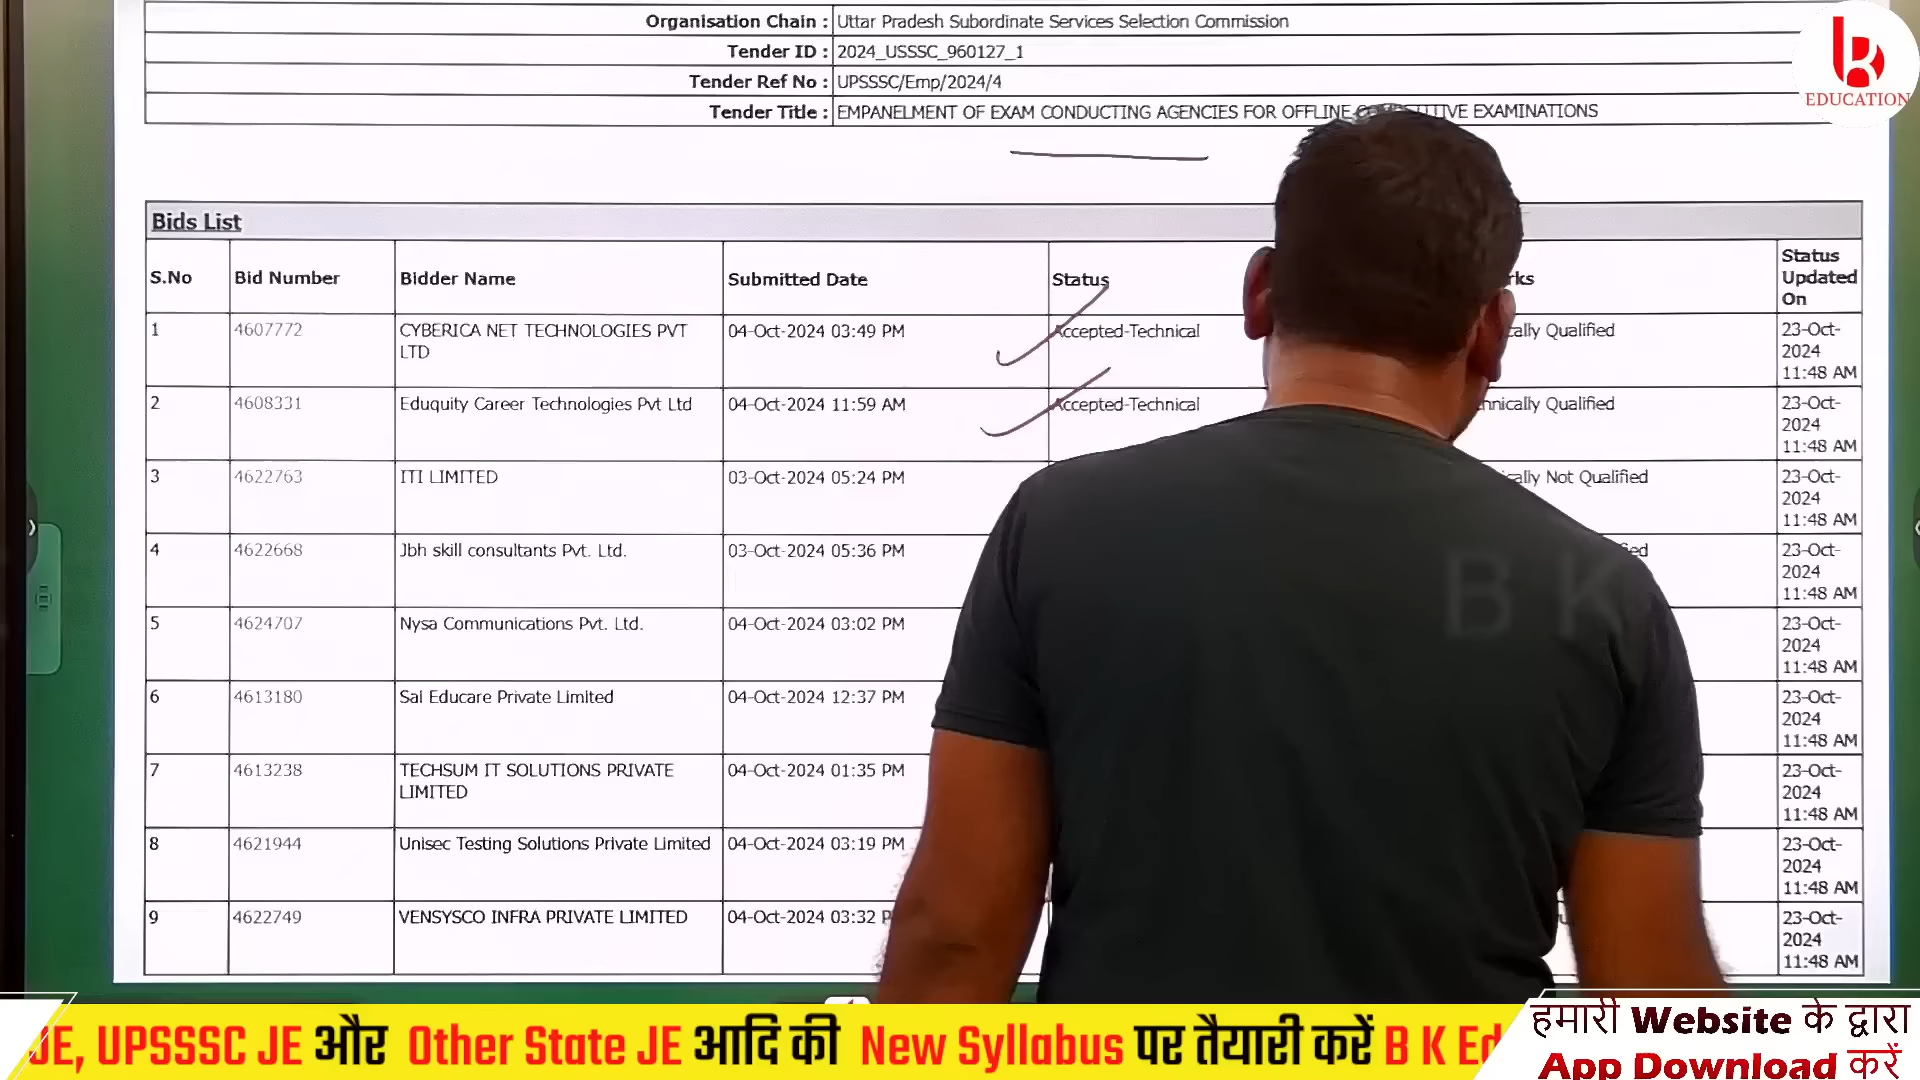 Organisation Chain : Uttar Pradesh Subordinate Services Selection Commission
Tender ID : 2024_USSSC_960127_1
Tender Ref No : UPSSSC/Emp/2024/4
Tender Title : EMPANELMENT OF EXAM CONDUCTING AGENCIES FOR OFFLINE EXAMINATIONS
EDUCATION
Bids List
S.No Bid Number Bidder Name Submitted Date Status Status Updated On
1 4607772 CYBERICA NET TECHNOLOGIES PVT LTD 04-Oct-2024 03:49 PM Accepted-Technical Qualified 23-Oct-2024 11:48 AM
2 4608331 Eduquity Career Technologies Pvt Ltd 04-Oct-2024 11:59 AM Accepted-Technical Qualified 23-Oct-2024 11:48 AM
3 4622763 ITI LIMITED 03-Oct-2024 05:24 PM Not Qualified 23-Oct-2024 11:48 AM
4 4622668 Jbh skill consultants Pvt. Ltd. 03-Oct-2024 05:36 PM 23-Oct-2024 11:48 AM
5 4624707 Nysa Communications Pvt. Ltd. 04-Oct-2024 03:02 PM 23-Oct-2024 11:48 AM
6 4613180 Sai Educare Private Limited 04-Oct-2024 12:37 PM 23-Oct-2024 11:48 AM
7 4613238 TECHSUM IT SOLUTIONS PRIVATE LIMITED 04-Oct-2024 01:35 PM 23-Oct-2024 11:48 AM
8 4621944 Unisec Testing Solutions Private Limited 04-Oct-2024 03:19 PM 23-Oct-2024 11:48 AM
9 4622749 VENSYSCO INFRA PRIVATE LIMITED 04-Oct-2024 03:32 23-Oct-2024 11:48 AM
B K
JE, UPSSSC JE और Other State JE आदि की New Syllabus पर तैयारी करें B K
हमारी Website के द्वारा
App Download करें